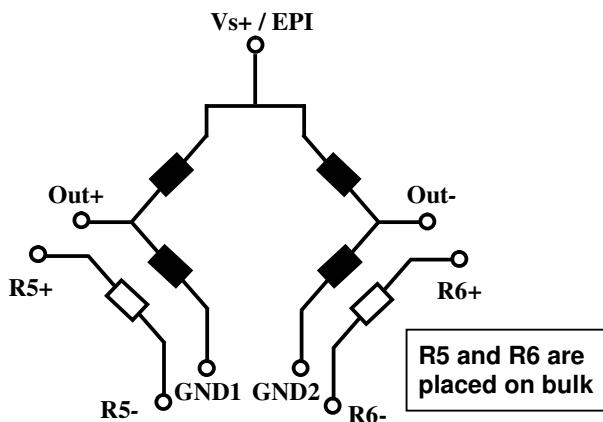 Vs+ / EPI
Out+
Out-
R5+
R6+
R5 and R6 are
placed on bulk
GND1
GND2
R5-
R6-